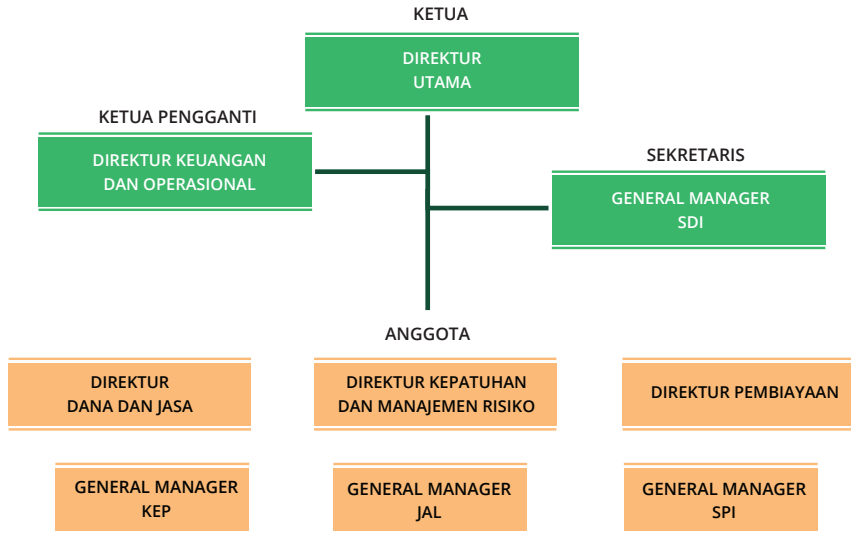 KETUA
DIREKTUR
UTAMA
KETUA PENGGANTI
DIREKTUR KEUANGAN
DAN OPERASIONAL
SEKRETARIS
GENERAL MANAGER
SDI
ANGGOTA
DIREKTUR
DANA DAN JASA
DIREKTUR KEPATUHAN
DAN MANAJEMEN RISIKO
DIREKTUR PEMBIAYAAN
GENERAL MANAGER
KEP
GENERAL MANAGER
JAL
GENERAL MANAGER
SPI